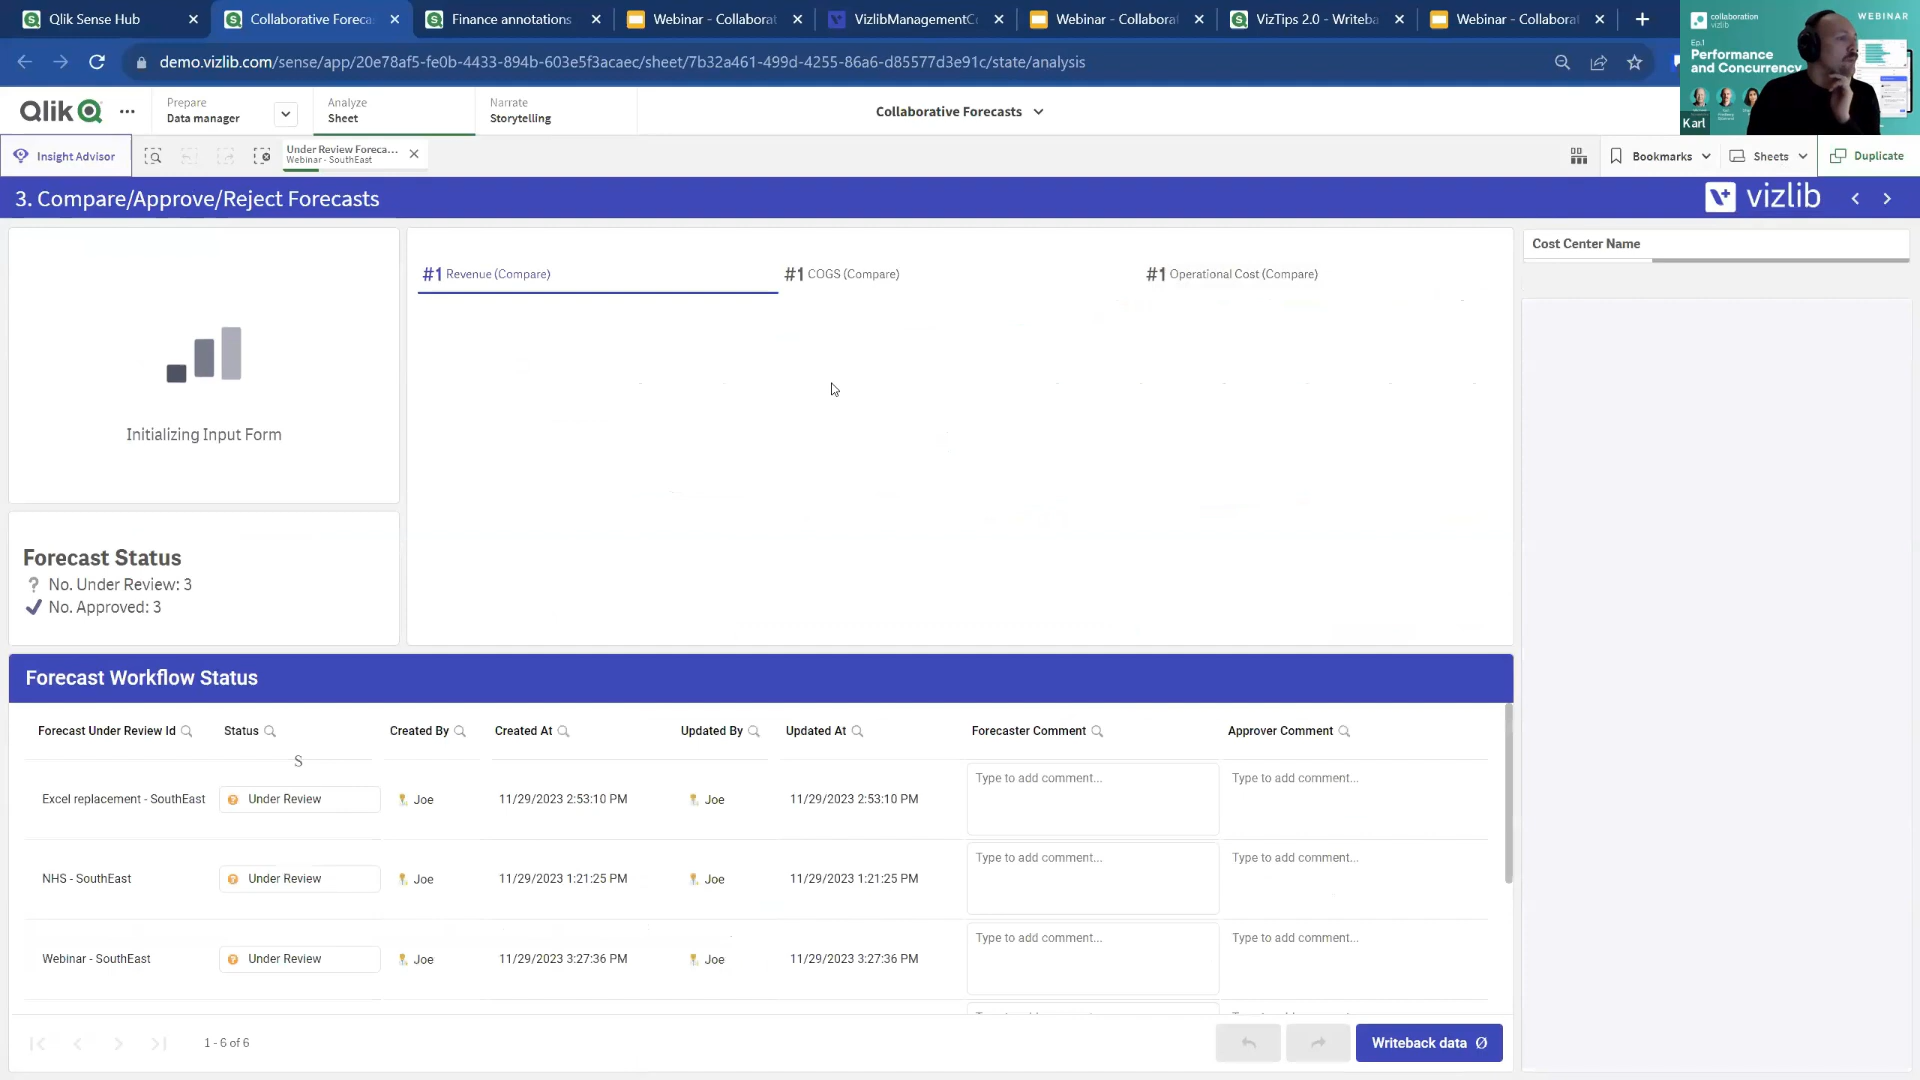 Qlik Sense Hub
Collaborative Foreca
Finance annotations
Webinar - Collaborat
VizlibManagementCo
Webinar - Collaborat
VizTips 2.0 - Writeba
Webinar - Collaborat
demo.vizlib.com/sense/app/20e78af5-fe0b-4433-894b-603e5f3acaec/sheet/7b32a461-499d-4255-86a6-d85577d3e91c/state/analysis
collaboration
vizlib
WEBINAR
Ep.1
Performance
and Concurrency
Karl
Qlik
Prepare
Data manager
Analyze
Sheet
Narrate
Storytelling
Collaborative Forecasts
Insight Advisor
Under Review Foreca...
Webinar - SouthEast
Bookmarks
Sheets
Duplicate
3. Compare/Approve/Reject Forecasts
vizlib
Initializing Input Form
#1 Revenue (Compare)
#1 COGS (Compare)
#1 Operational Cost (Compare)
Cost Center Name
Forecast Status
? No. Under Review: 3
No. Approved: 3
Forecast Workflow Status
Forecast Under Review Id
Status
Created By
Created At
Updated By
Updated At
Forecaster Comment
Approver Comment
S
Excel replacement - SouthEast
Under Review
Joe
11/29/2023 2:53:10 PM
Joe
11/29/2023 2:53:10 PM
Type to add comment...
Type to add comment...
NHS - SouthEast
Under Review
Joe
11/29/2023 1:21:25 PM
Joe
11/29/2023 1:21:25 PM
Type to add comment...
Type to add comment...
Webinar - SouthEast
Under Review
Joe
11/29/2023 3:27:36 PM
Joe
11/29/2023 3:27:36 PM
Type to add comment...
Type to add comment...
1 - 6 of 6
Writeback data